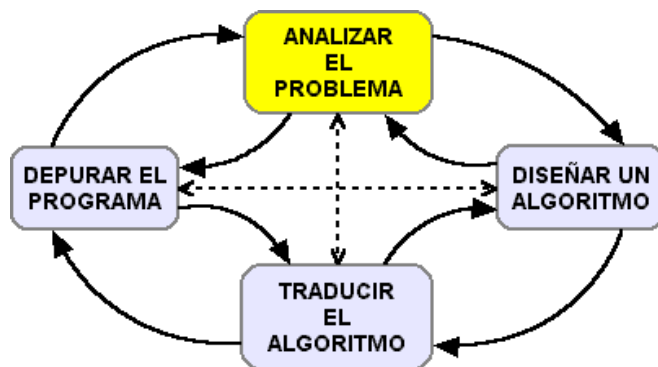 ANALIZAR
EL
PROBLEMA
DEPURAR EL
PROGRAMA
DISEÑAR UN
ALGORITMO
TRADUCIR
EL
ALGORITMO